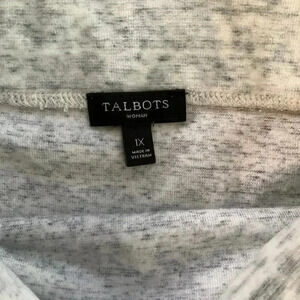 TALBOTS
WOMAN
1X
MADE IN
VIETNAM